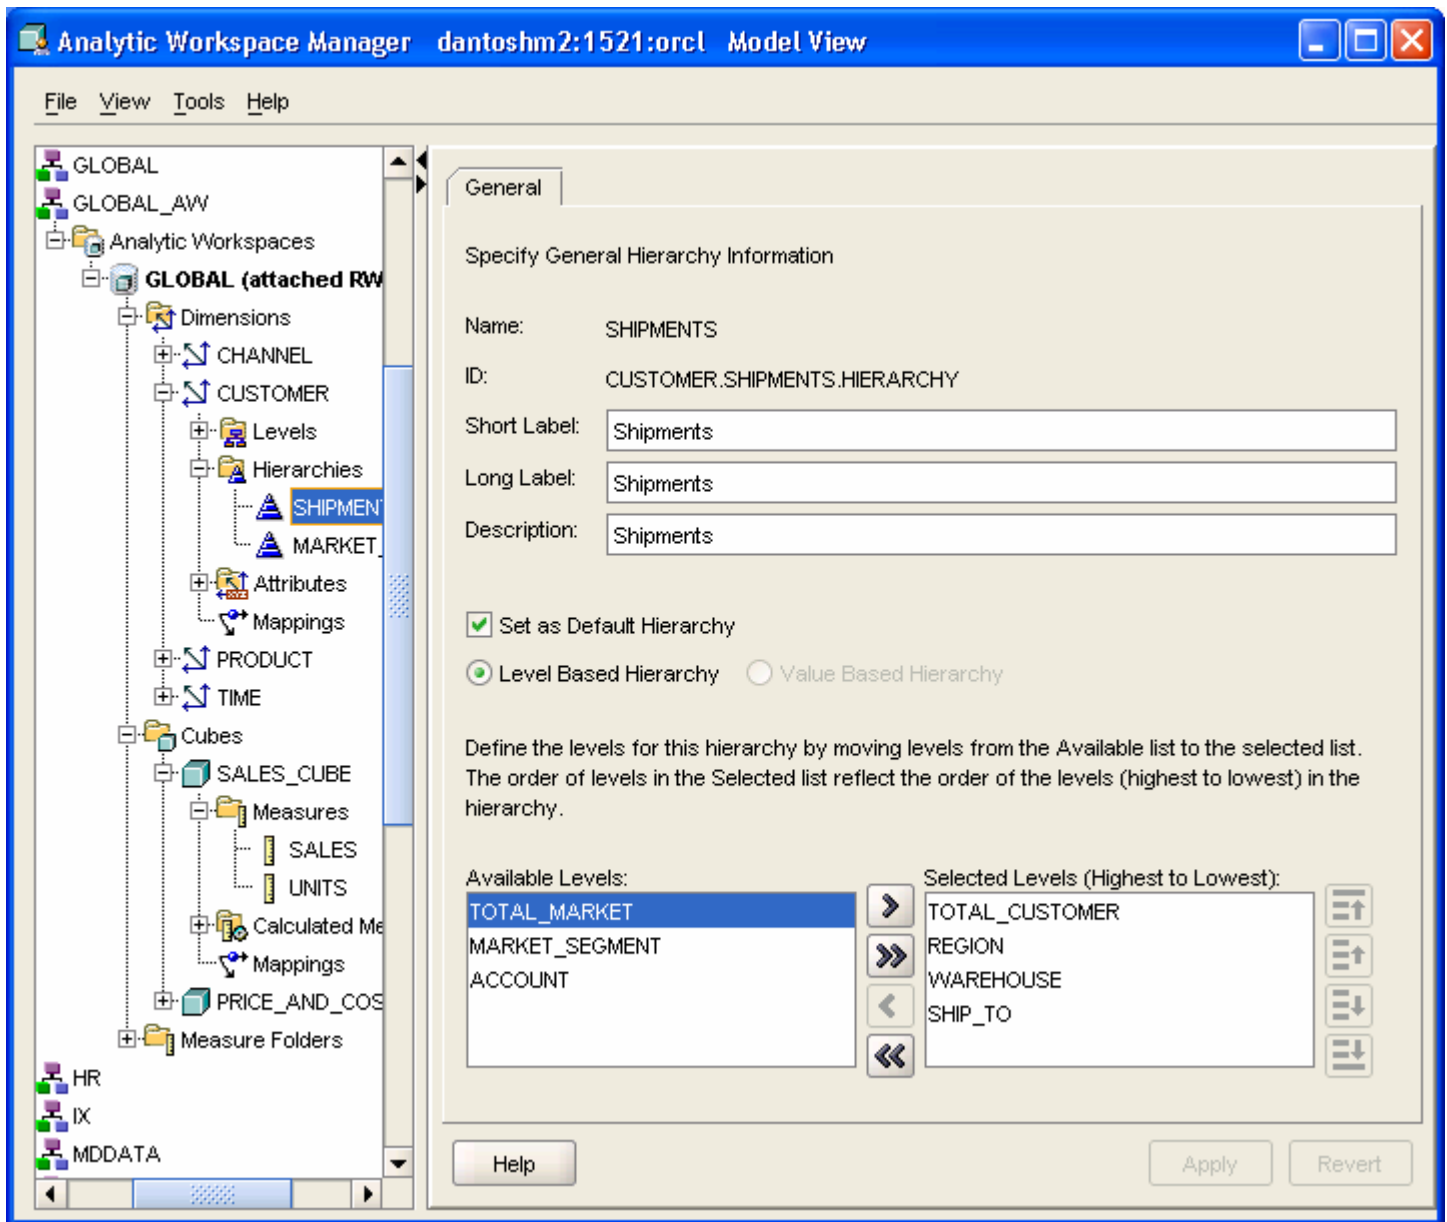 Analytic Workspace Manager dantoshm2:1521:orcl Model View
File View Tools Help
GLOBAL
GLOBAL_AW
Analytic Workspaces
GLOBAL (attached RW
Dimensions
CHANNEL
CUSTOMER
Levels
Hierarchies
SHIPMEN
MARKET_
Attributes
Mappings
PRODUCT
TIME
Cubes
SALES_CUBE
Measures
SALES
UNITS
Calculated Me
Mappings
PRICE_AND_COS
Measure Folders
HR
IX
MDDATA
General
Specify General Hierarchy Information
Name: SHIPMENTS
ID: CUSTOMER.SHIPMENTS.HIERARCHY
Short Label: Shipments
Long Label: Shipments
Description: Shipments
Set as Default Hierarchy
Level Based Hierarchy Value Based Hierarchy
Define the levels for this hierarchy by moving levels from the Available list to the selected list.
The order of levels in the Selected list reflect the order of the levels (highest to lowest) in the
hierarchy.
Available Levels:
TOTAL_MARKET
MARKET_SEGMENT
ACCOUNT
Selected Levels (Highest to Lowest):
TOTAL_CUSTOMER
REGION
WAREHOUSE
SHIP_TO
Help Apply Revert